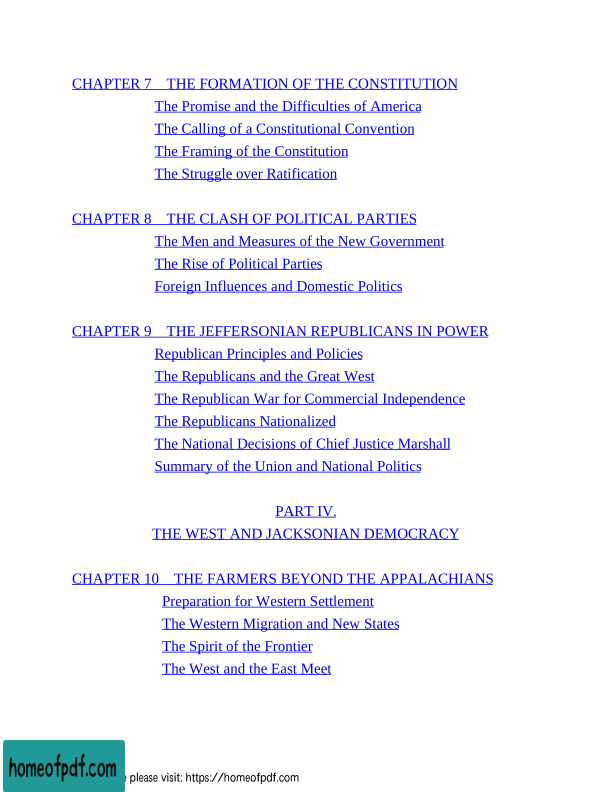 CHAPTER 7 THE FORMATION OF THE CONSTITUTION
The Promise and the Difficulties of America
The Calling of a Constitutional Convention
The Framing of the Constitution
The Struggle over Ratification
CHAPTER 8 THE CLASH OF POLITICAL PARTIES
The Men and Measures of the New Government
The Rise of Political Parties
Foreign Influences and Domestic Politics
CHAPTER 9 THE JEFFERSONIAN REPUBLICANS IN POWER
Republican Principles and Policies
The Republicans and the Great West
The Republican War for Commercial Independence
The Republicans Nationalized
The National Decisions of Chief Justice Marshall
Summary of the Union and National Politics
PART IV.
THE WEST AND JACKSONIAN DEMOCRACY
CHAPTER 10 THE FARMERS BEYOND THE APPALACHIANS
Preparation for Western Settlement
The Western Migration and New States
The Spirit of the Frontier
The West and the East Meet
homeofpdf.com
please visit: https://homeofpdf.com